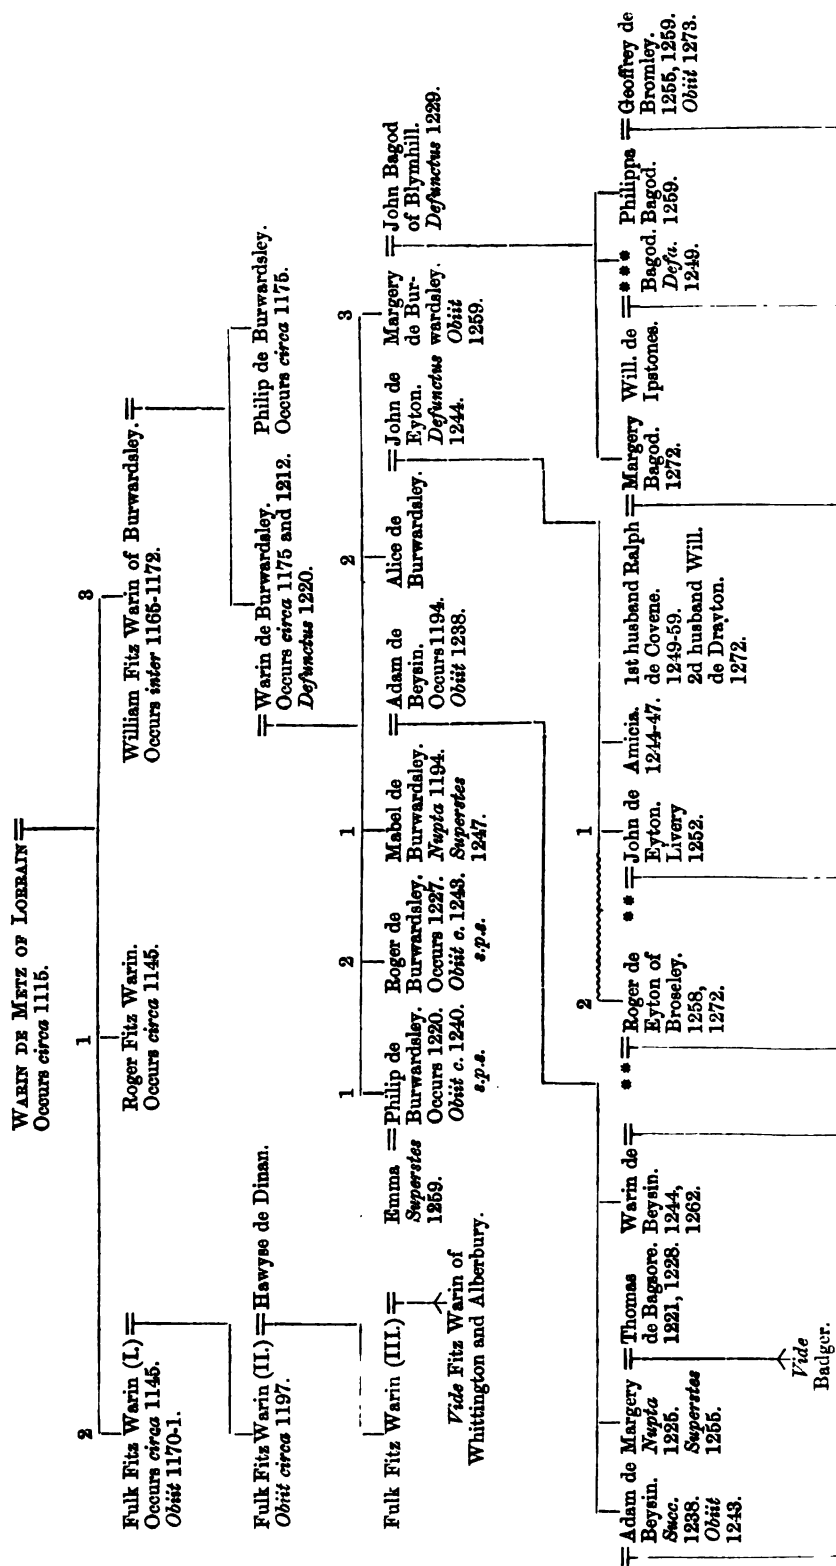 WARIN DE METZ OF LORRAIN ==
Occurs circa 1115.
2
1
3
Fulk Fitz Warin (I.) ==
Occurs circa 1145.
Obiit 1170-1.
Roger Fitz Warin.
Occurs circa 1145.
William Fitz Warin of Burwardsley. ==
Occurs inter 1165-1172.
Fulk Fitz Warin (II.) == Hawyse de Dinan.
Obiit circa 1197.
== Warin de Burwardsley.
Occurs circa 1175 and 1212.
Defunctus 1220.
Philip de Burwardsley.
Occurs circa 1175.
1
2
1
2
3
Fulk Fitz Warin (III.) ==
Vide Fitz Warin of
Whittington and Alberbury.
Emma ==
Superstes
1259.
Philip de
Burwardsley.
Occurs 1220.
Obiit c. 1240.
s.p.s.
Roger de
Burwardsley.
Occurs 1227.
Obiit c. 1243.
s.p.s.
Mabel de
Burwardsley.
Nupta 1194.
Superstes
1247.
== Adam de
Beysin.
Occurs 1194.
Obiit 1238.
Alice de
Burwardsley.
== John de
Eyton.
Defunctus
1244.
Margery
de Bur-
wardsley.
Obiit
1259.
== John Bagod
of Blymhill.
Defunctus 1229.
2
1
== Adam de
Beysin.
Succ.
1238.
Obiit
1243.
Margery ==
Nupta
1225.
Superstes
1255.
Thomas
de Bagsore.
1221, 1228.
Vide
Badger.
Warin de ==
Beysin.
1244,
1262.
* * == Roger de
Eyton of
Broseley.
1258,
1272.
* * == John de
Eyton.
Livery
1252.
Amicia.
1244-47.
1st husband Ralph ==
de Covene.
1249-59.
2d husband Will.
de Drayton.
1272.
Margery
Bagod.
1272.
Will. de ==
Ipstones.
* * *
Bagod.
Defa.
1249.
Philippa ==
Bagod.
1259.
Geoffrey de
Bromley.
1255, 1259.
Obiit 1273.